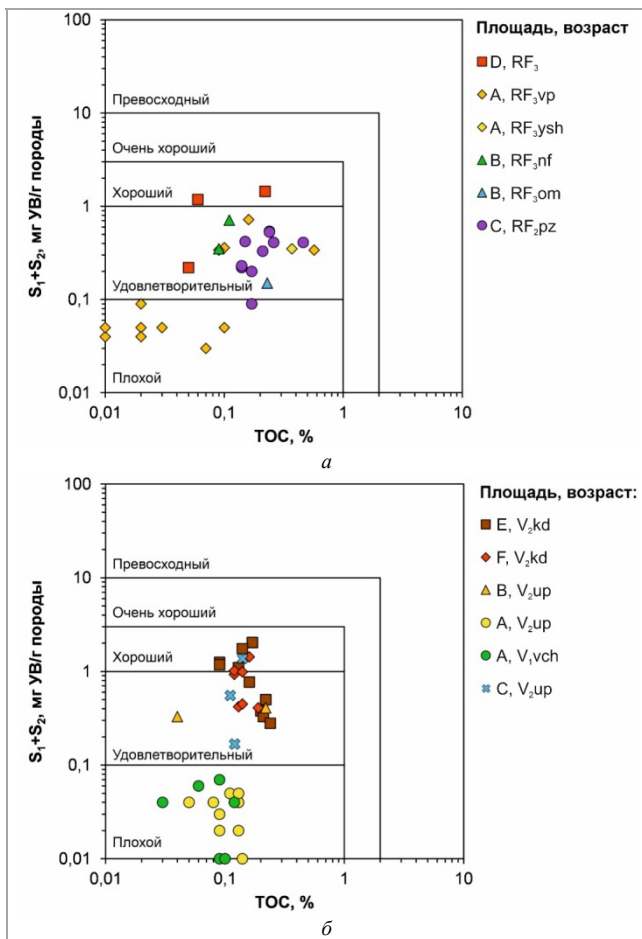 Площадь, возраст
D, RF₃
A, RF₃vp
A, RF₃ysh
B, RF₃nf
B, RF₃om
C, RF₂pz
S₁+S₂, мг УВ/г породы
100
10
1
0,1
0,01
Превосходный
Очень хороший
Хороший
Удовлетворительный
Плохой
0,01
0,1
1
10
TOC, %
а
Площадь, возраст:
E, V₂kd
F, V₂kd
B, V₂up
A, V₂up
A, V₁vch
C, V₂up
S₁+S₂, мг УВ/г породы
100
10
1
0,1
0,01
Превосходный
Очень хороший
Хороший
Удовлетворительный
Плохой
0,01
0,1
1
10
TOC, %
б